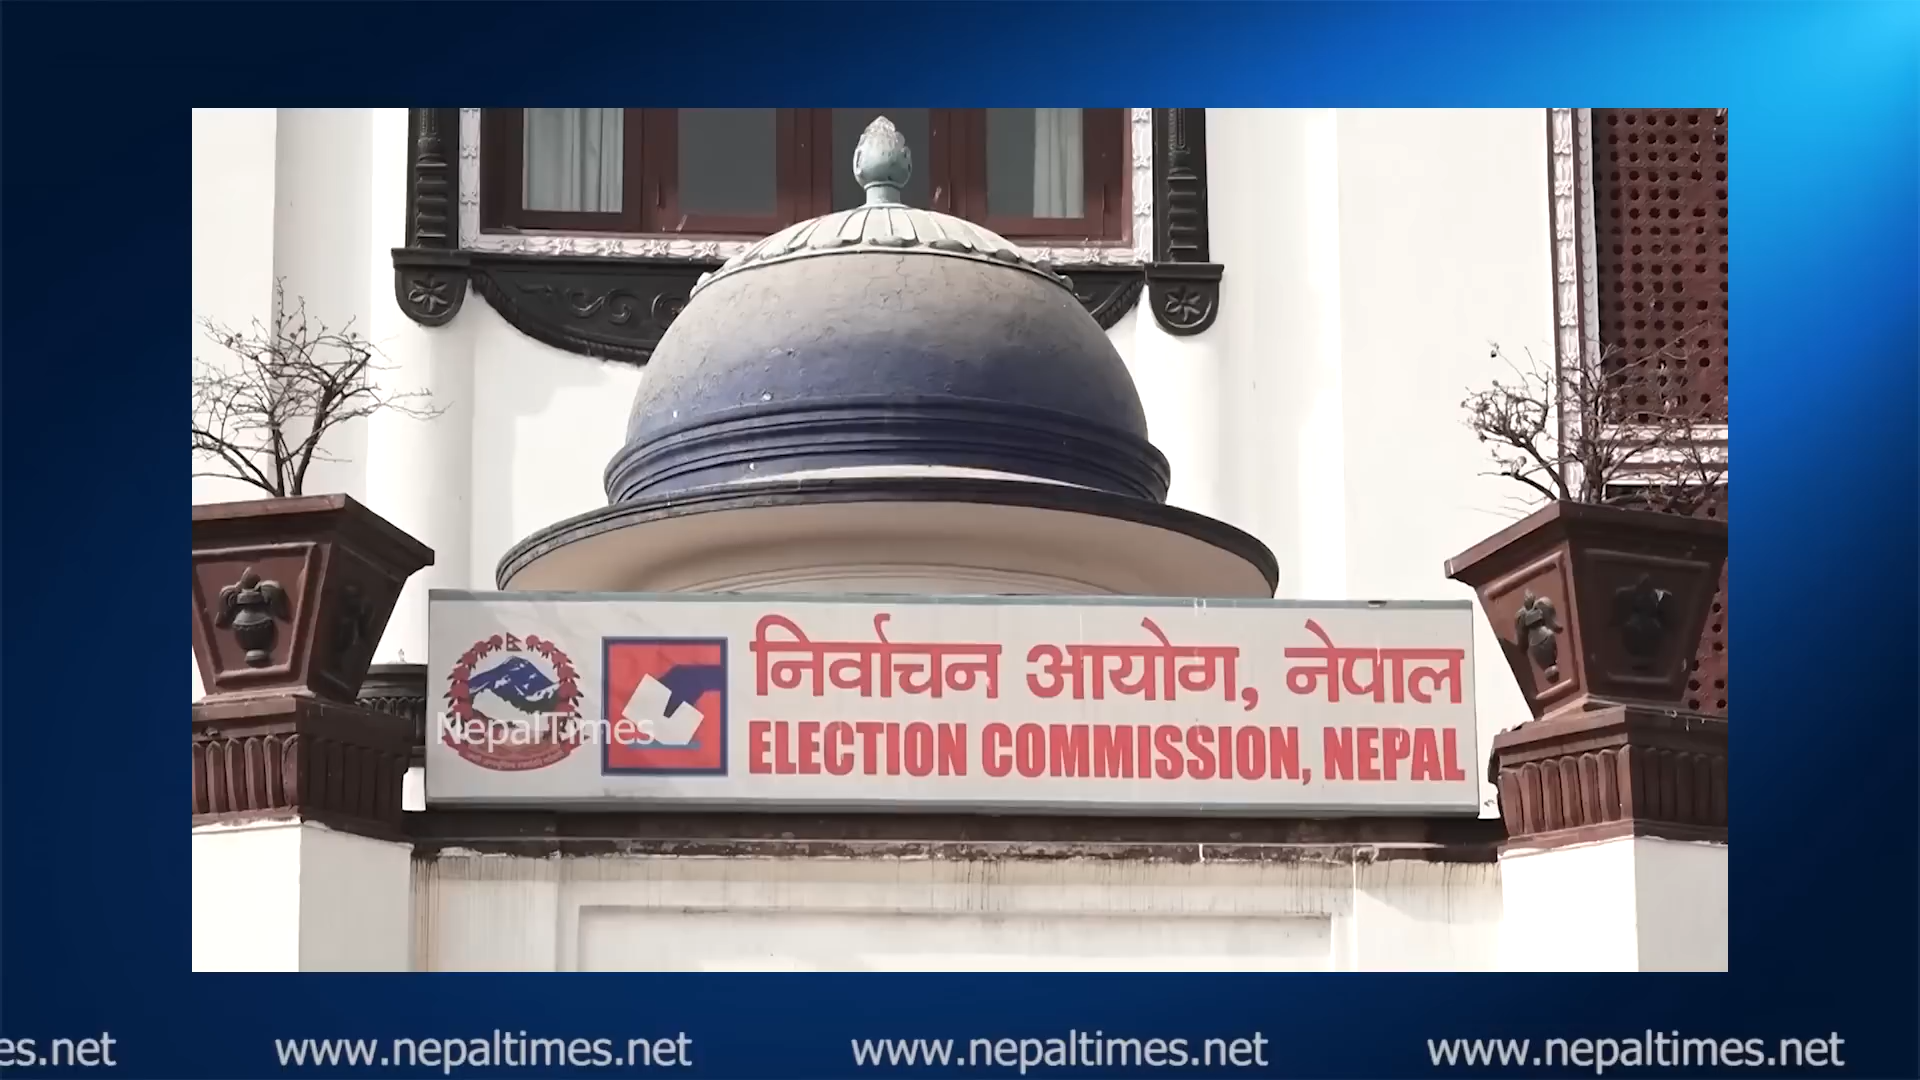 निर्वाचन आयोग, नेपाल
ELECTION COMMISSION, NEPAL
NepalTimes
es.net www.nepaltimes.net www.nepaltimes.net www.nepaltimes.net